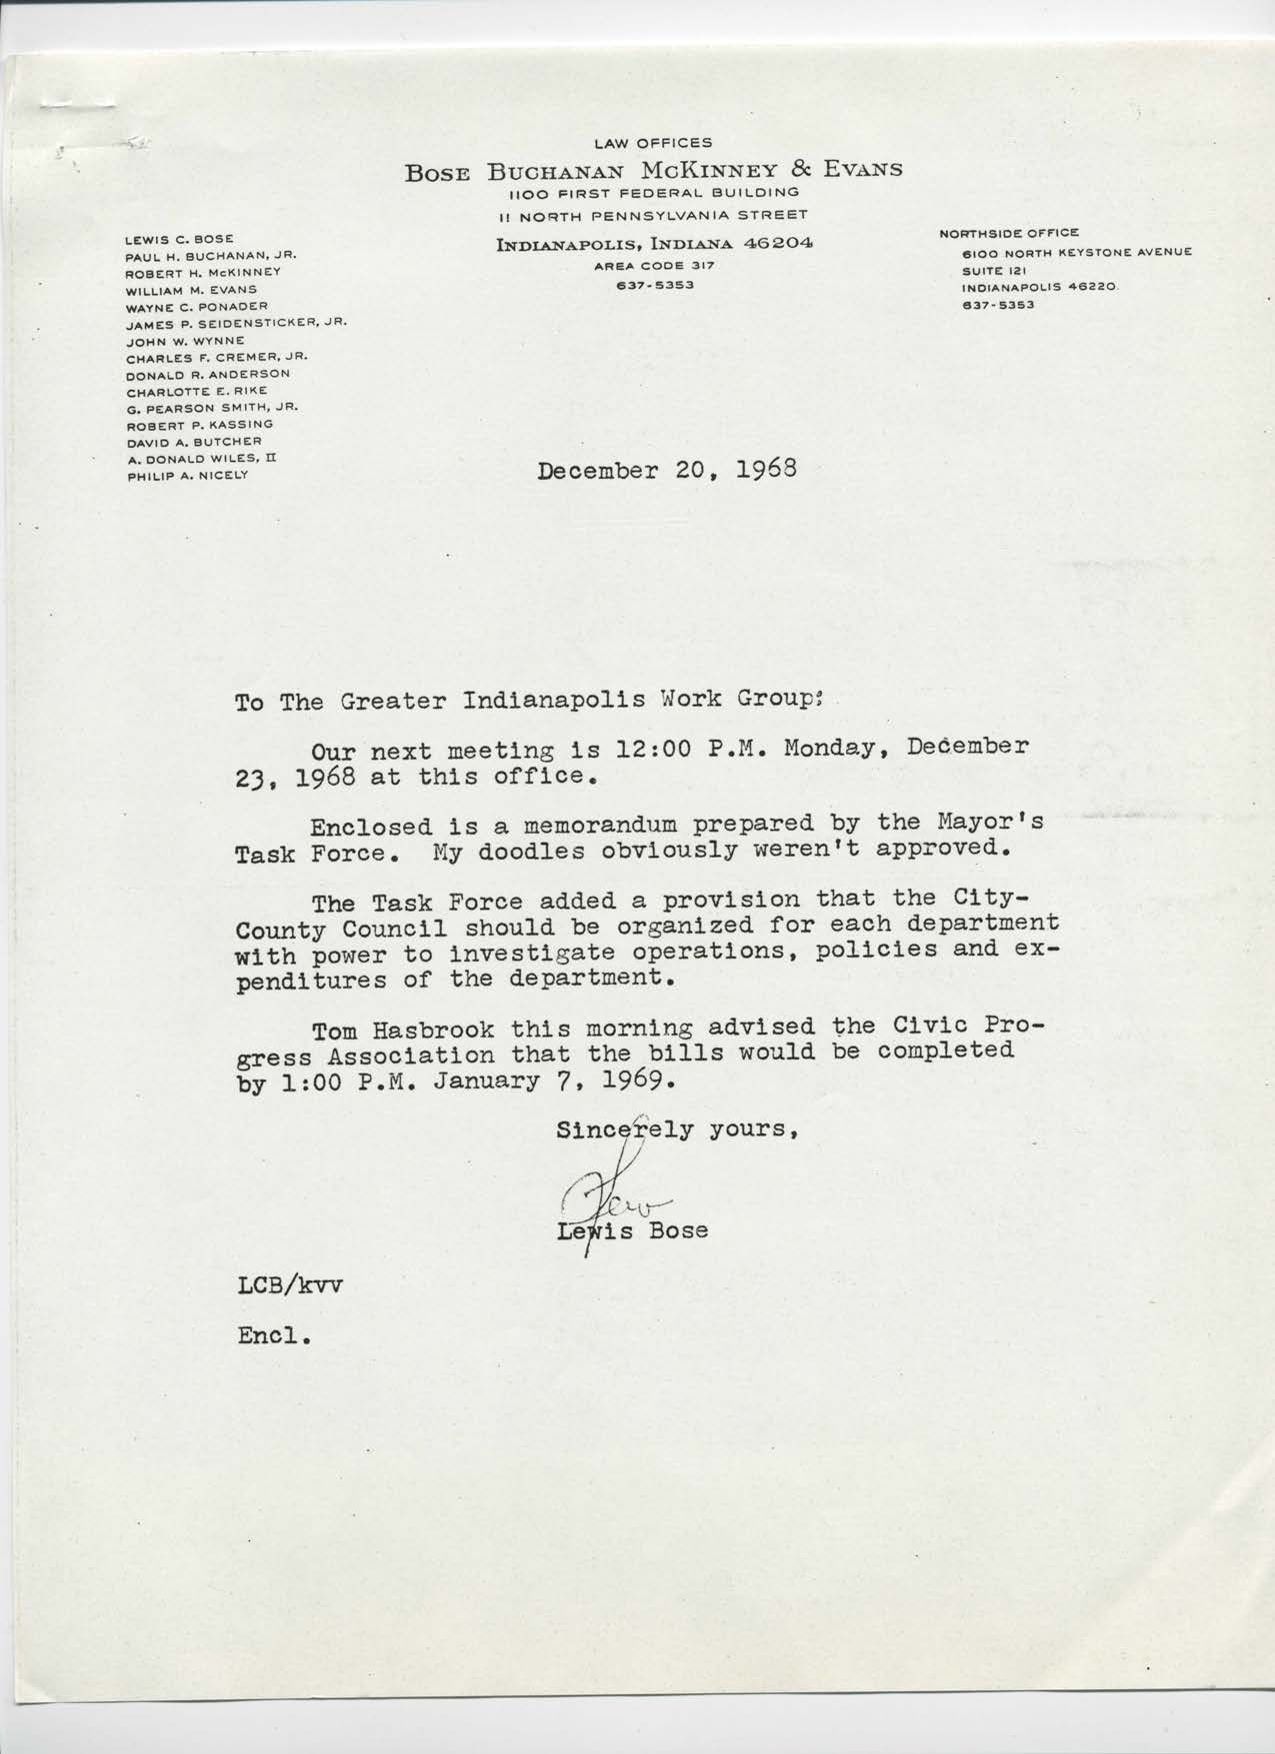 LAW OFFICES
BOSE BUCHANAN MCKINNEY & EVANS
1100 FIRST FEDERAL BUILDING
11 NORTH PENNSYLVANIA STREET
INDIANAPOLIS, INDIANA 46204
AREA CODE 317
637-5353
LEWIS C. BOSE
PAUL H. BUCHANAN, JR.
ROBERT H. McKINNEY
WILLIAM M. EVANS
WAYNE C. PONADER
JAMES P. SEIDENSTICKER, JR.
JOHN W. WYNNE
CHARLES F. CREMER, JR.
DONALD R. ANDERSON
CHARLOTTE E. RIKE
G. PEARSON SMITH, JR.
ROBERT P. KASSING
DAVID A. BUTCHER
A. DONALD WILES, II
PHILIP A. NICELY
NORTHSIDE OFFICE
6100 NORTH KEYSTONE AVENUE
SUITE 121
INDIANAPOLIS 46220
637-5353
December 20, 1968
To The Greater Indianapolis Work Group:
Our next meeting is 12:00 P.M. Monday, December
23, 1968 at this office.
Enclosed is a memorandum prepared by the Mayor's
Task Force. My doodles obviously weren't approved.
The Task Force added a provision that the City-
County Council should be organized for each department
with power to investigate operations, policies and ex-
penditures of the department.
Tom Hasbrook this morning advised the Civic Pro-
gress Association that the bills would be completed
by 1:00 P.M. January 7, 1969.
Sincerely yours,
Lew
Lewis Bose
LCB/kvv
Encl.